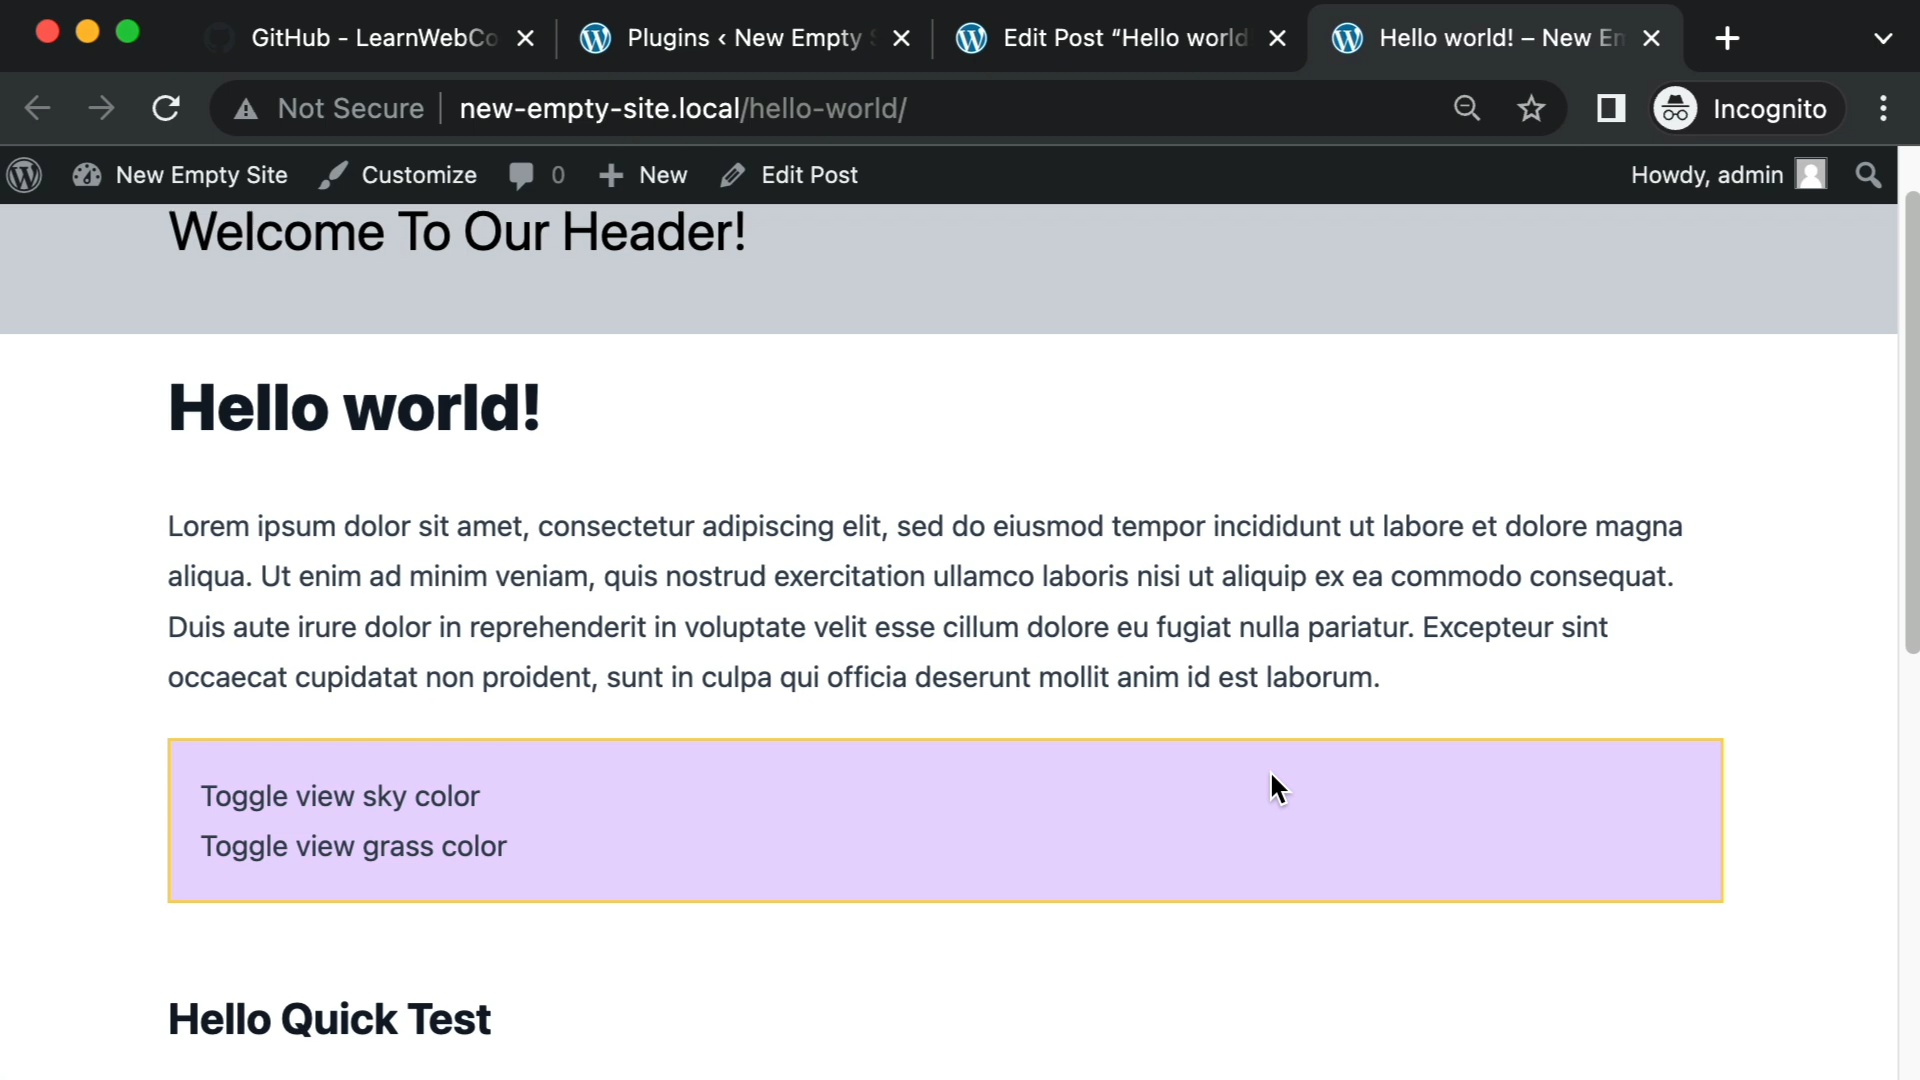 GitHub - LearnWebCo
Plugins ‹ New Empty S
Edit Post “Hello world
Hello world! – New Em
Not Secure
new-empty-site.local/hello-world/
Incognito
New Empty Site
Customize
0
New
Edit Post
Howdy, admin
Welcome To Our Header!
Hello world!
Lorem ipsum dolor sit amet, consectetur adipiscing elit, sed do eiusmod tempor incididunt ut labore et dolore magna
aliqua. Ut enim ad minim veniam, quis nostrud exercitation ullamco laboris nisi ut aliquip ex ea commodo consequat.
Duis aute irure dolor in reprehenderit in voluptate velit esse cillum dolore eu fugiat nulla pariatur. Excepteur sint
occaecat cupidatat non proident, sunt in culpa qui officia deserunt mollit anim id est laborum.
Toggle view sky color
Toggle view grass color
Hello Quick Test